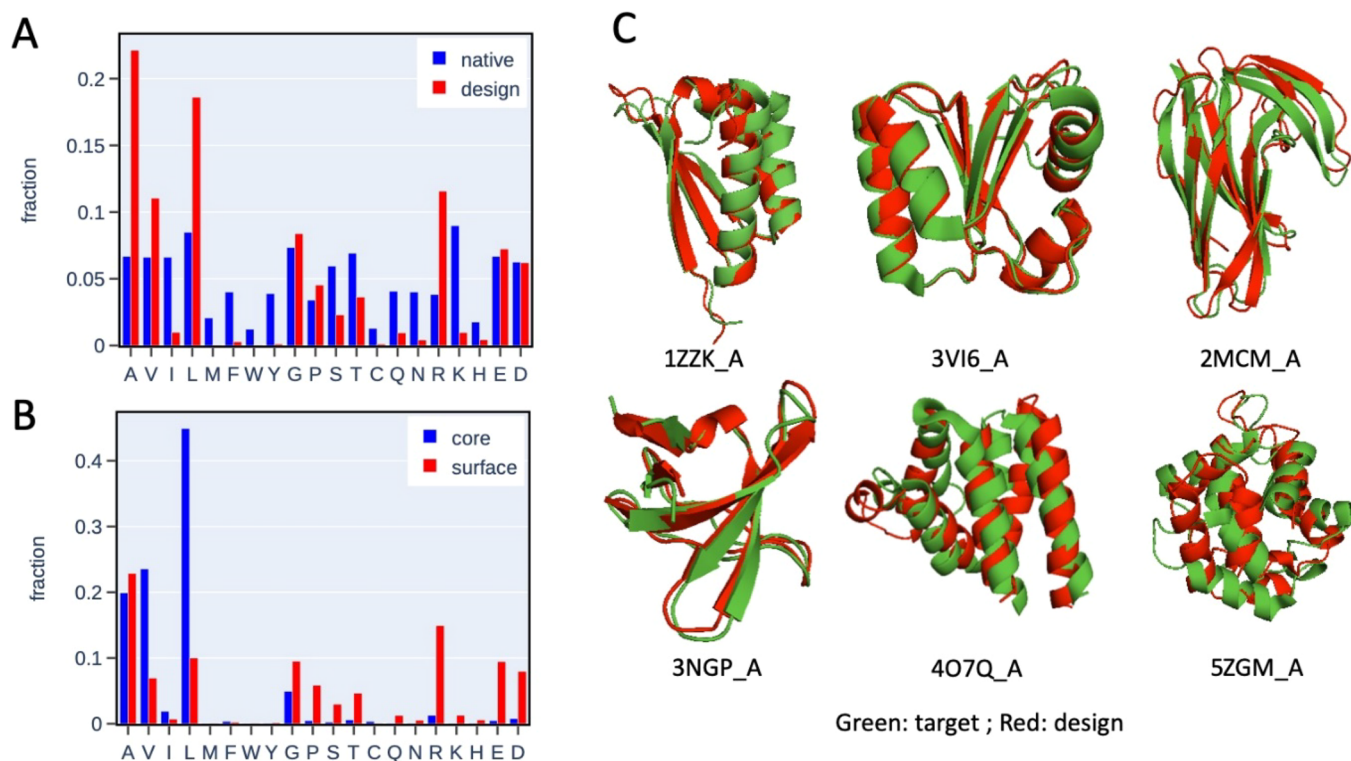 A
native
design
0.2
0.15
0.1
0.05
0
fraction
A V I L M F W Y G P S T C Q N R K H E D
B
core
surface
0.4
0.3
0.2
0.1
0
fraction
A V I L M F W Y G P S T C Q N R K H E D
C
1ZZK_A 3VI6_A 2MCM_A
3NGP_A 4O7Q_A 5ZGM_A
Green: target ; Red: design